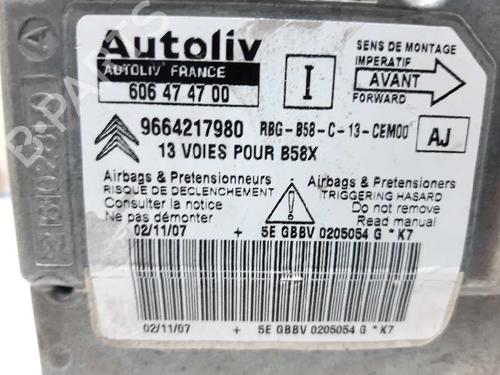 Autoliv
AUTOLIV FRANCE
606 47 47 00
I
SENS DE MONTAGE
IMPERATIF
AVANT
FORWARD
9664217980 RBG-B58-C-13-CEM00 AJ
13 VOIES POUR B58X
Airbags & Pretensionneurs
RISQUE DE DECLENCHEMENT
Consulter la notice
Ne pas démonter
Airbags & Pretensioners
TRIGGERING HASARD
Do not remove
Read manual
02/11/07 + 5E GBBV 0205054 G * K7
02/11/07 + 5E GBBV 0205054 G * K7
A
B-PARTS